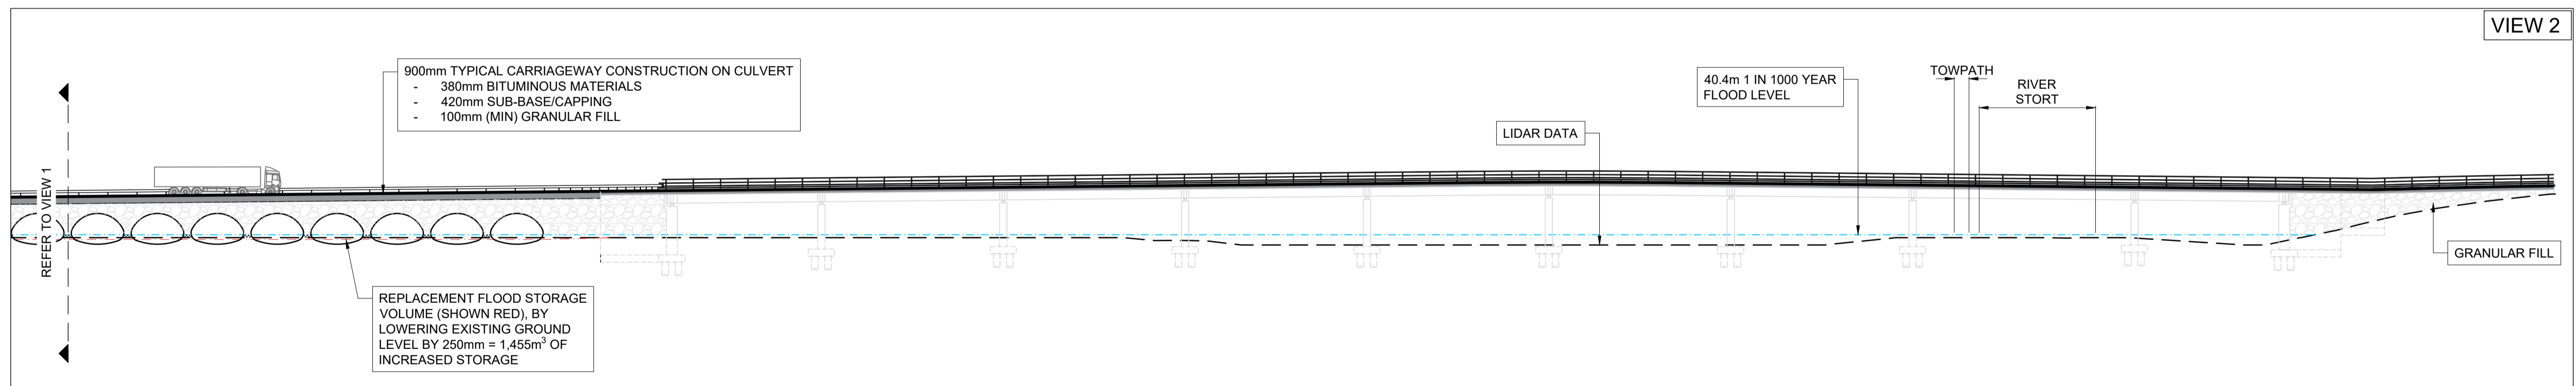 VIEW 2
900mm TYPICAL CARRIAGEWAY CONSTRUCTION ON CULVERT
- 380mm BITUMINOUS MATERIALS
- 420mm SUB-BASE/CAPPING
- 100mm (MIN) GRANULAR FILL
40.4m 1 IN 1000 YEAR
FLOOD LEVEL
TOWPATH
RIVER
STORT
LIDAR DATA
REFER TO VIEW 1
GRANULAR FILL
REPLACEMENT FLOOD STORAGE
VOLUME (SHOWN RED), BY
LOWERING EXISTING GROUND
LEVEL BY 250mm = 1,455m³ OF
INCREASED STORAGE